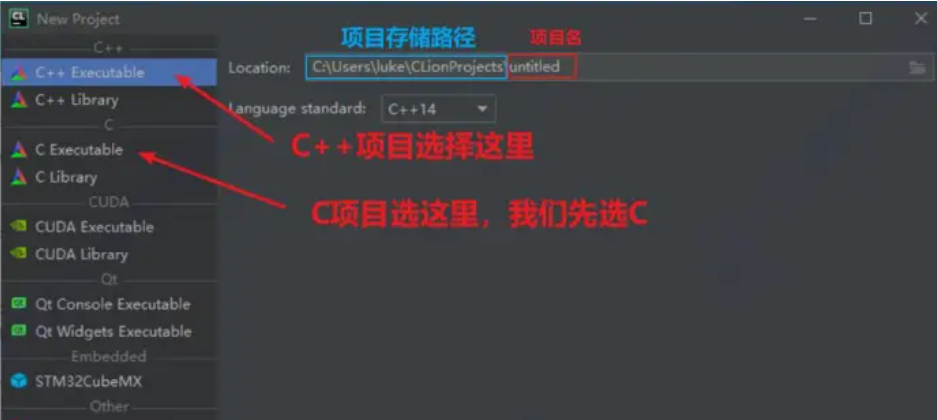 CL New Project
项目存储路径 项目名
C++
C++ Executable
Location: C:\Users\luke\CLionProjects\untitled
C++ Library
Language standard: C++14
C
C++项目选择这里
C Executable
C Library
C项目选这里，我们先选C
CUDA
CUDA Executable
CUDA Library
Qt
Qt Console Executable
Qt Widgets Executable
Embedded
STM32CubeMX
Other